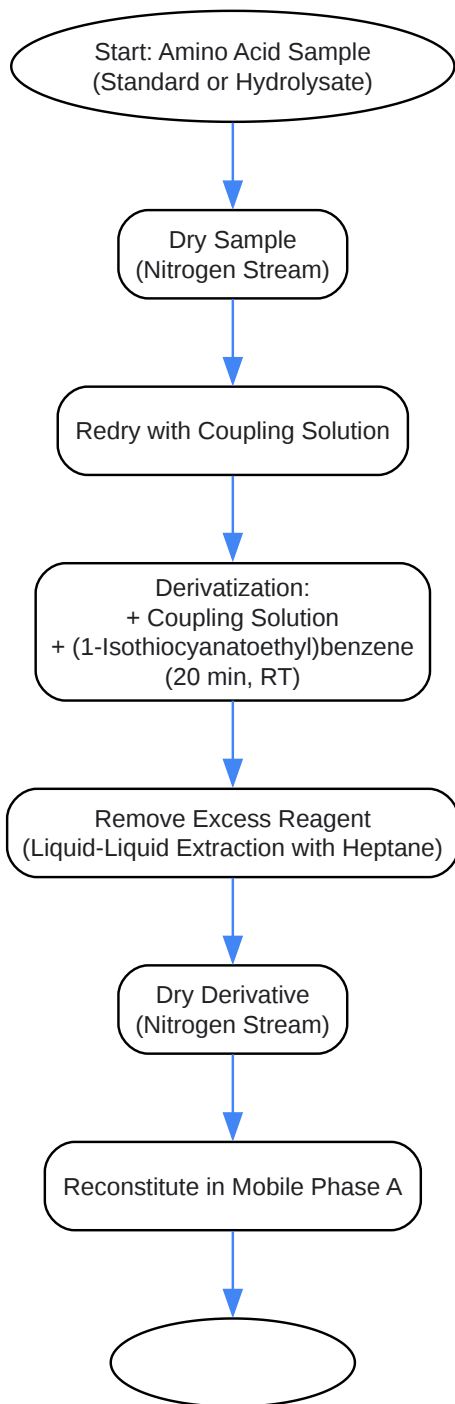 Start: Amino Acid Sample
(Standard or Hydrolysate)
Dry Sample
(Nitrogen Stream)
Redry with Coupling Solution
Derivatization:
+ Coupling Solution
+ (1-Isothiocyanatoethyl)benzene
(20 min, RT)
Remove Excess Reagent
(Liquid-Liquid Extraction with Heptane)
Dry Derivative
(Nitrogen Stream)
Reconstitute in Mobile Phase A